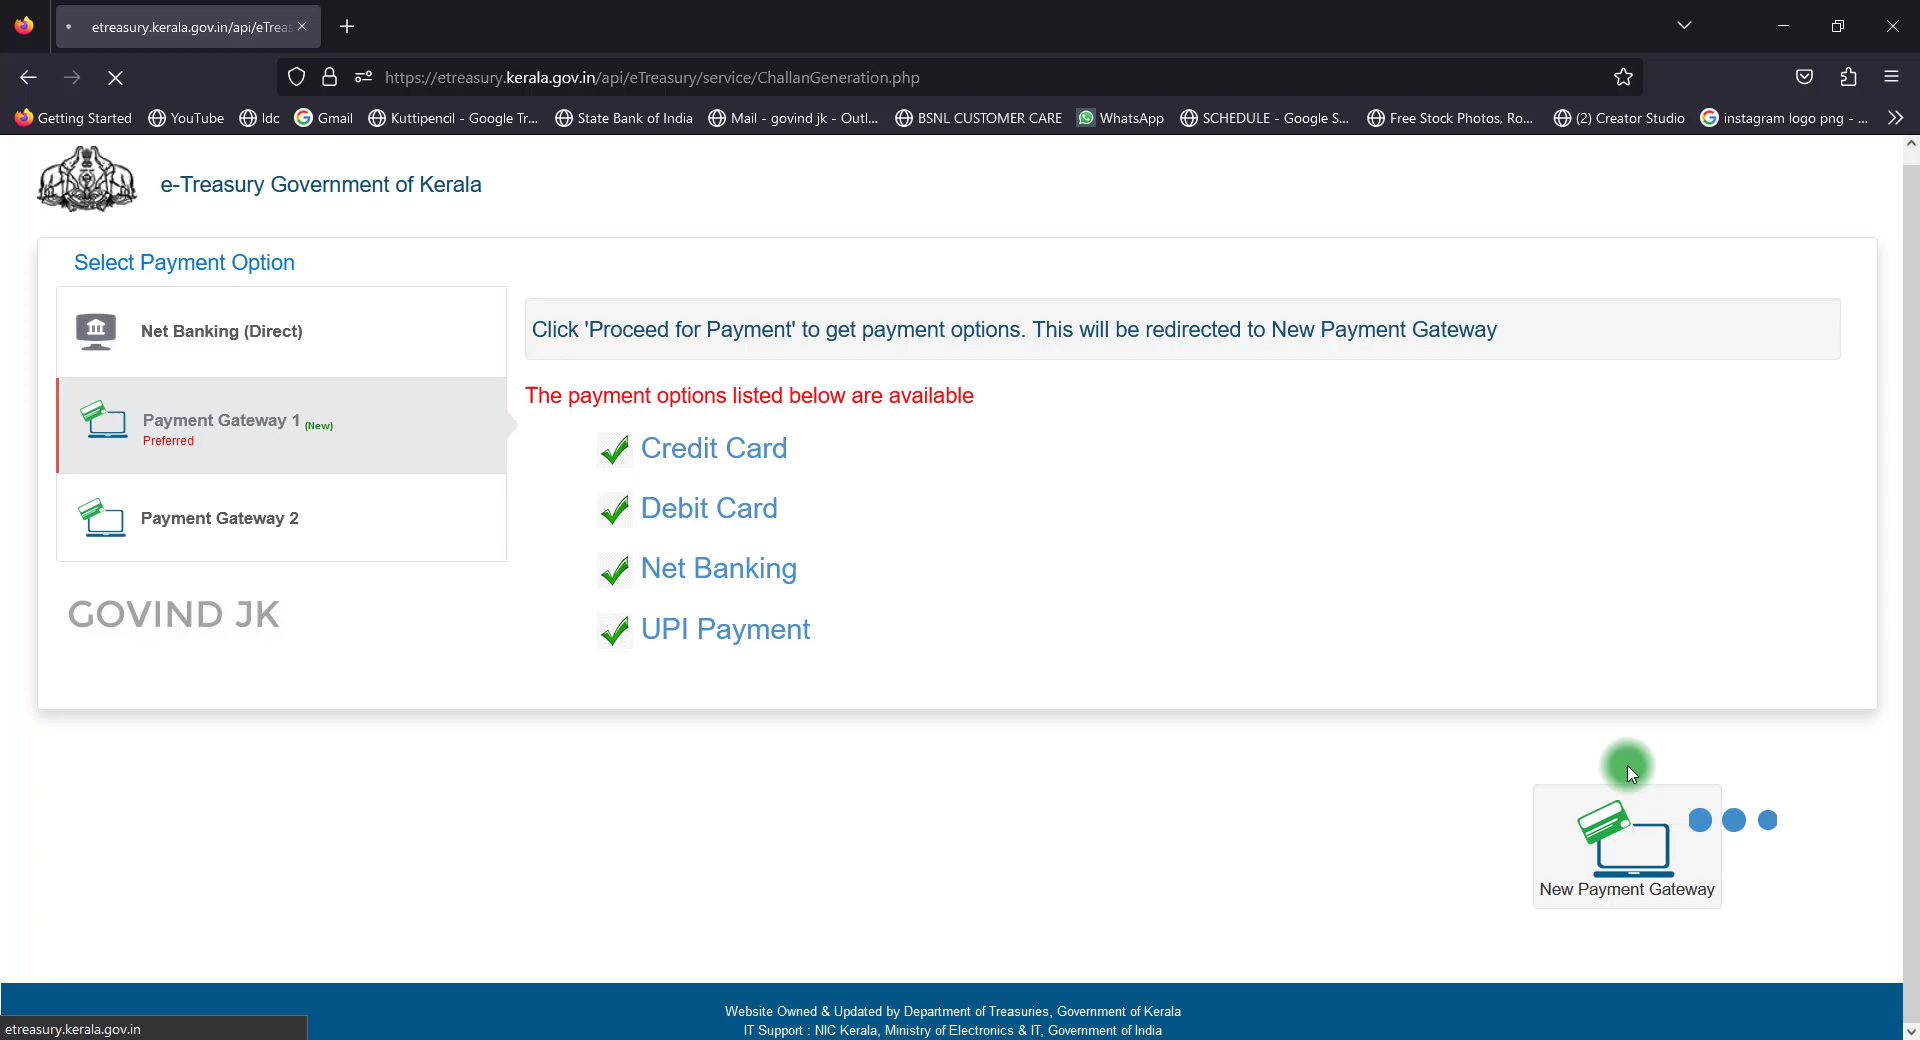 etreasury.kerala.gov.in/api/eTreas
https://etreasury.kerala.gov.in/api/eTreasury/service/ChallanGeneration.php
Getting Started YouTube Idc Gmail Kuttipencil - Google Tr... State Bank of India Mail - govind jk - Outl... BSNL CUSTOMER CARE WhatsApp SCHEDULE - Google S... Free Stock Photos, Ro... (2) Creator Studio instagram logo png - ...
e-Treasury Government of Kerala
Select Payment Option
Net Banking (Direct)
Payment Gateway 1 (New)
Preferred
Payment Gateway 2
GOVIND JK
Click 'Proceed for Payment' to get payment options. This will be redirected to New Payment Gateway
The payment options listed below are available
Credit Card
Debit Card
Net Banking
UPI Payment
New Payment Gateway
Website Owned & Updated by Department of Treasuries, Government of Kerala
IT Support : NIC Kerala, Ministry of Electronics & IT, Government of India
etreasury.kerala.gov.in